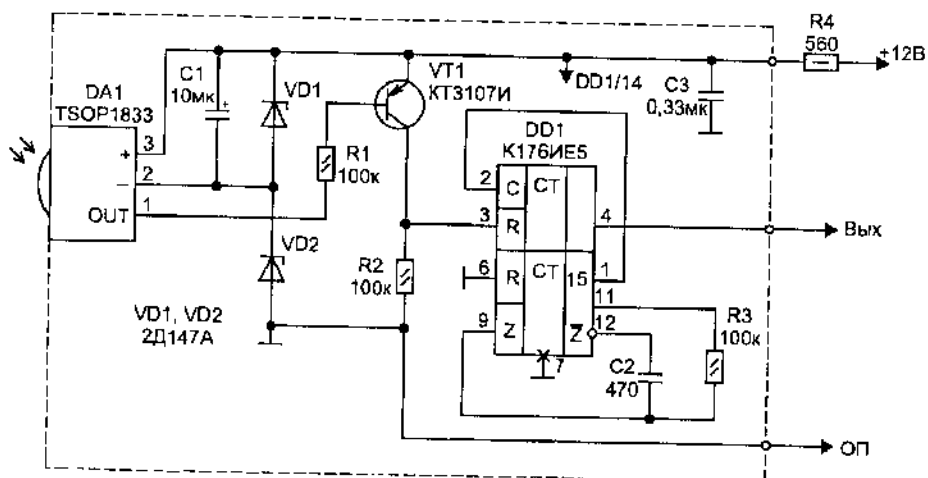 R4
560
+12В
DA1
TSOP1833
C1
10мк
+
VD1
VT1
КТ3107И
DD1/14
C3
0,33мк
DD1
К176ИЕ5
3
+
2
−
1
OUT
R1
100к
2
C
CT
3
R
4
Вых
VD2
R2
100к
6
R
CT
15
1
11
9
Z
Z
12
R3
100к
VD1, VD2
2Д147А
7
C2
470
ОП